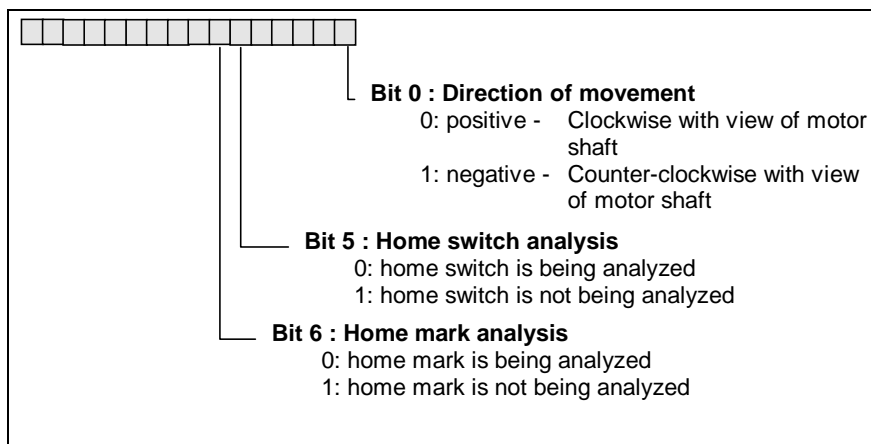 Bit 0 : Direction of movement
0: positive - Clockwise with view of motor
shaft
1: negative - Counter-clockwise with view
of motor shaft
Bit 5 : Home switch analysis
0: home switch is being analyzed
1: home switch is not being analyzed
Bit 6 : Home mark analysis
0: home mark is being analyzed
1: home mark is not being analyzed